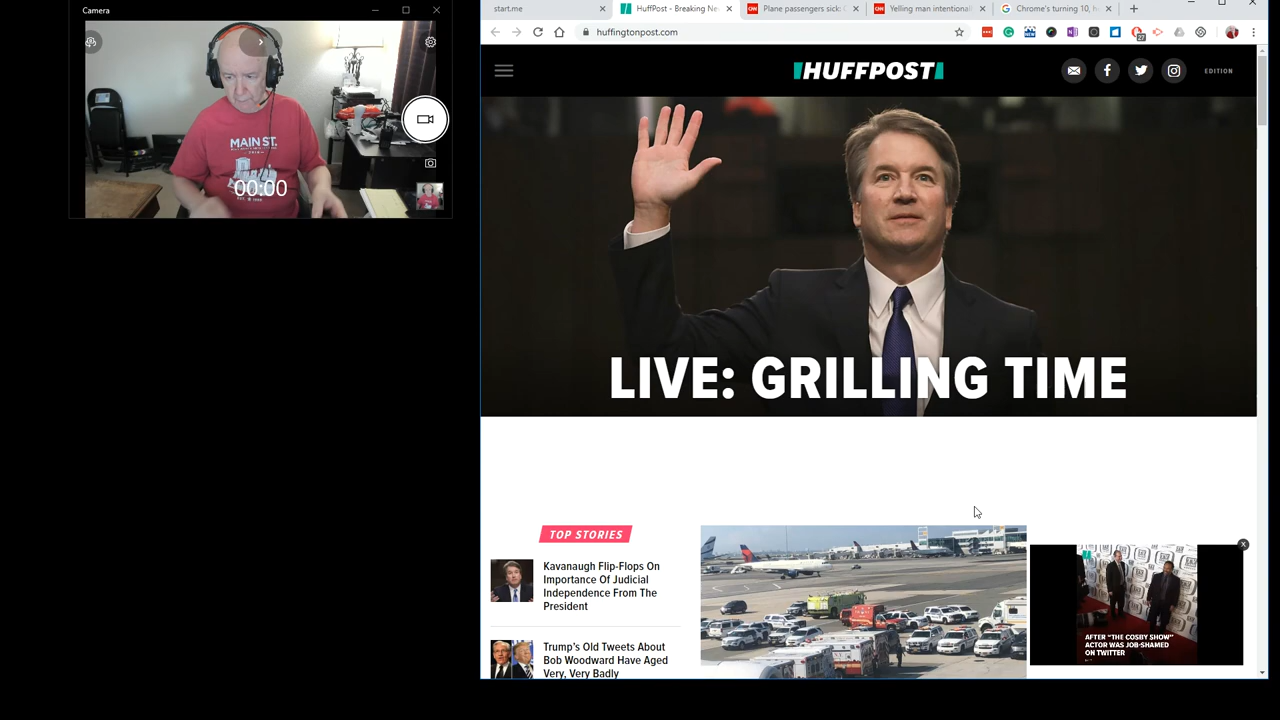 Camera
MAIN ST.
00:00
start.me
HuffPost - Breaking Ne
Plane passengers sick:
Yelling man intentional
Chrome's turning 10, h
huffingtonpost.com
27
HUFFPOST
EDITION
LIVE: GRILLING TIME
TOP STORIES
Kavanaugh Flip-Flops On
Importance Of Judicial
Independence From The
President
Trump's Old Tweets About
Bob Woodward Have Aged
Very, Very Badly
AFTER "THE COSBY SHOW"
ACTOR WAS JOB-SHAMED
ON TWITTER